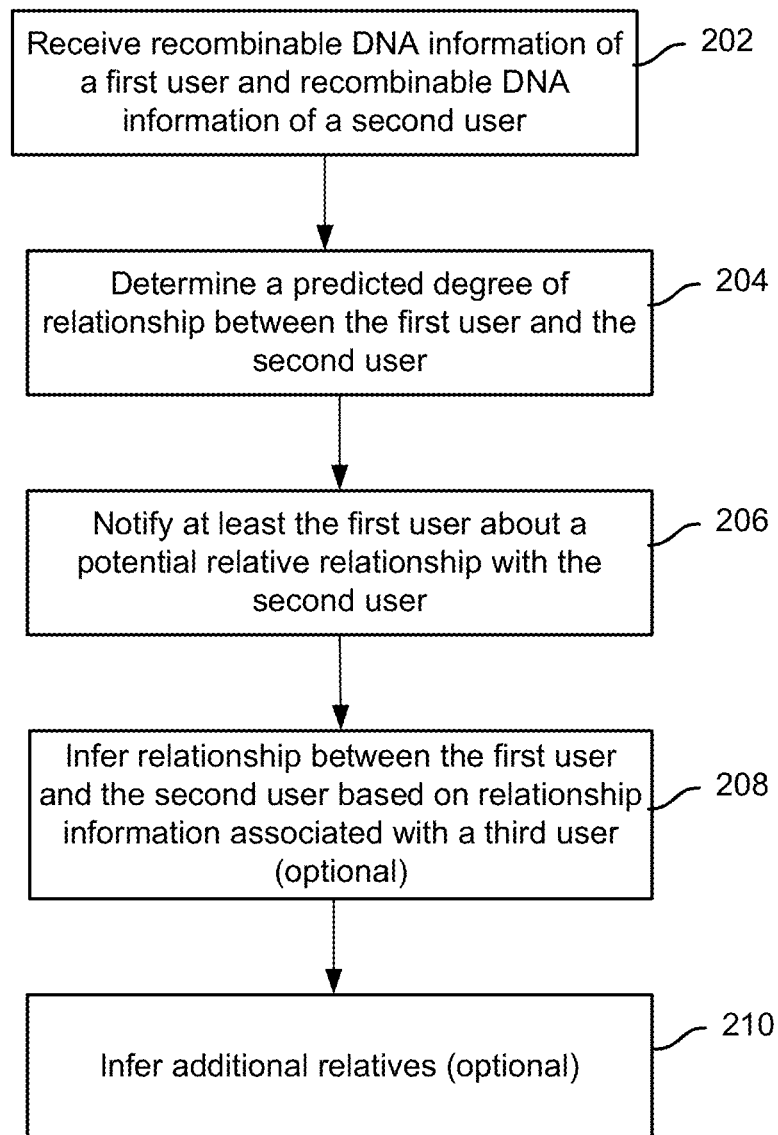 Receive recombinable DNA information of
a first user and recombinable DNA
information of a second user
202
Determine a predicted degree of
relationship between the first user and the
second user
204
Notify at least the first user about a
potential relative relationship with the
second user
206
Infer relationship between the first user
and the second user based on relationship
information associated with a third user
(optional)
208
Infer additional relatives (optional)
210